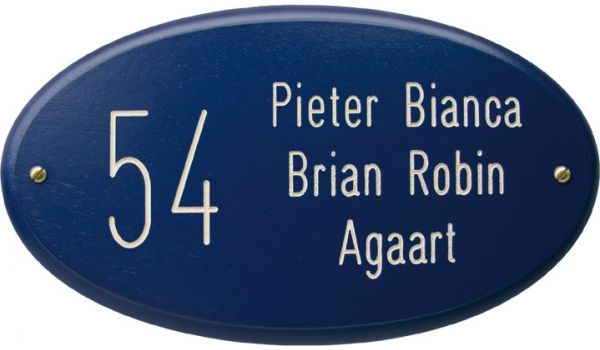 54
Pieter Bianca
Brian Robin
Agaart